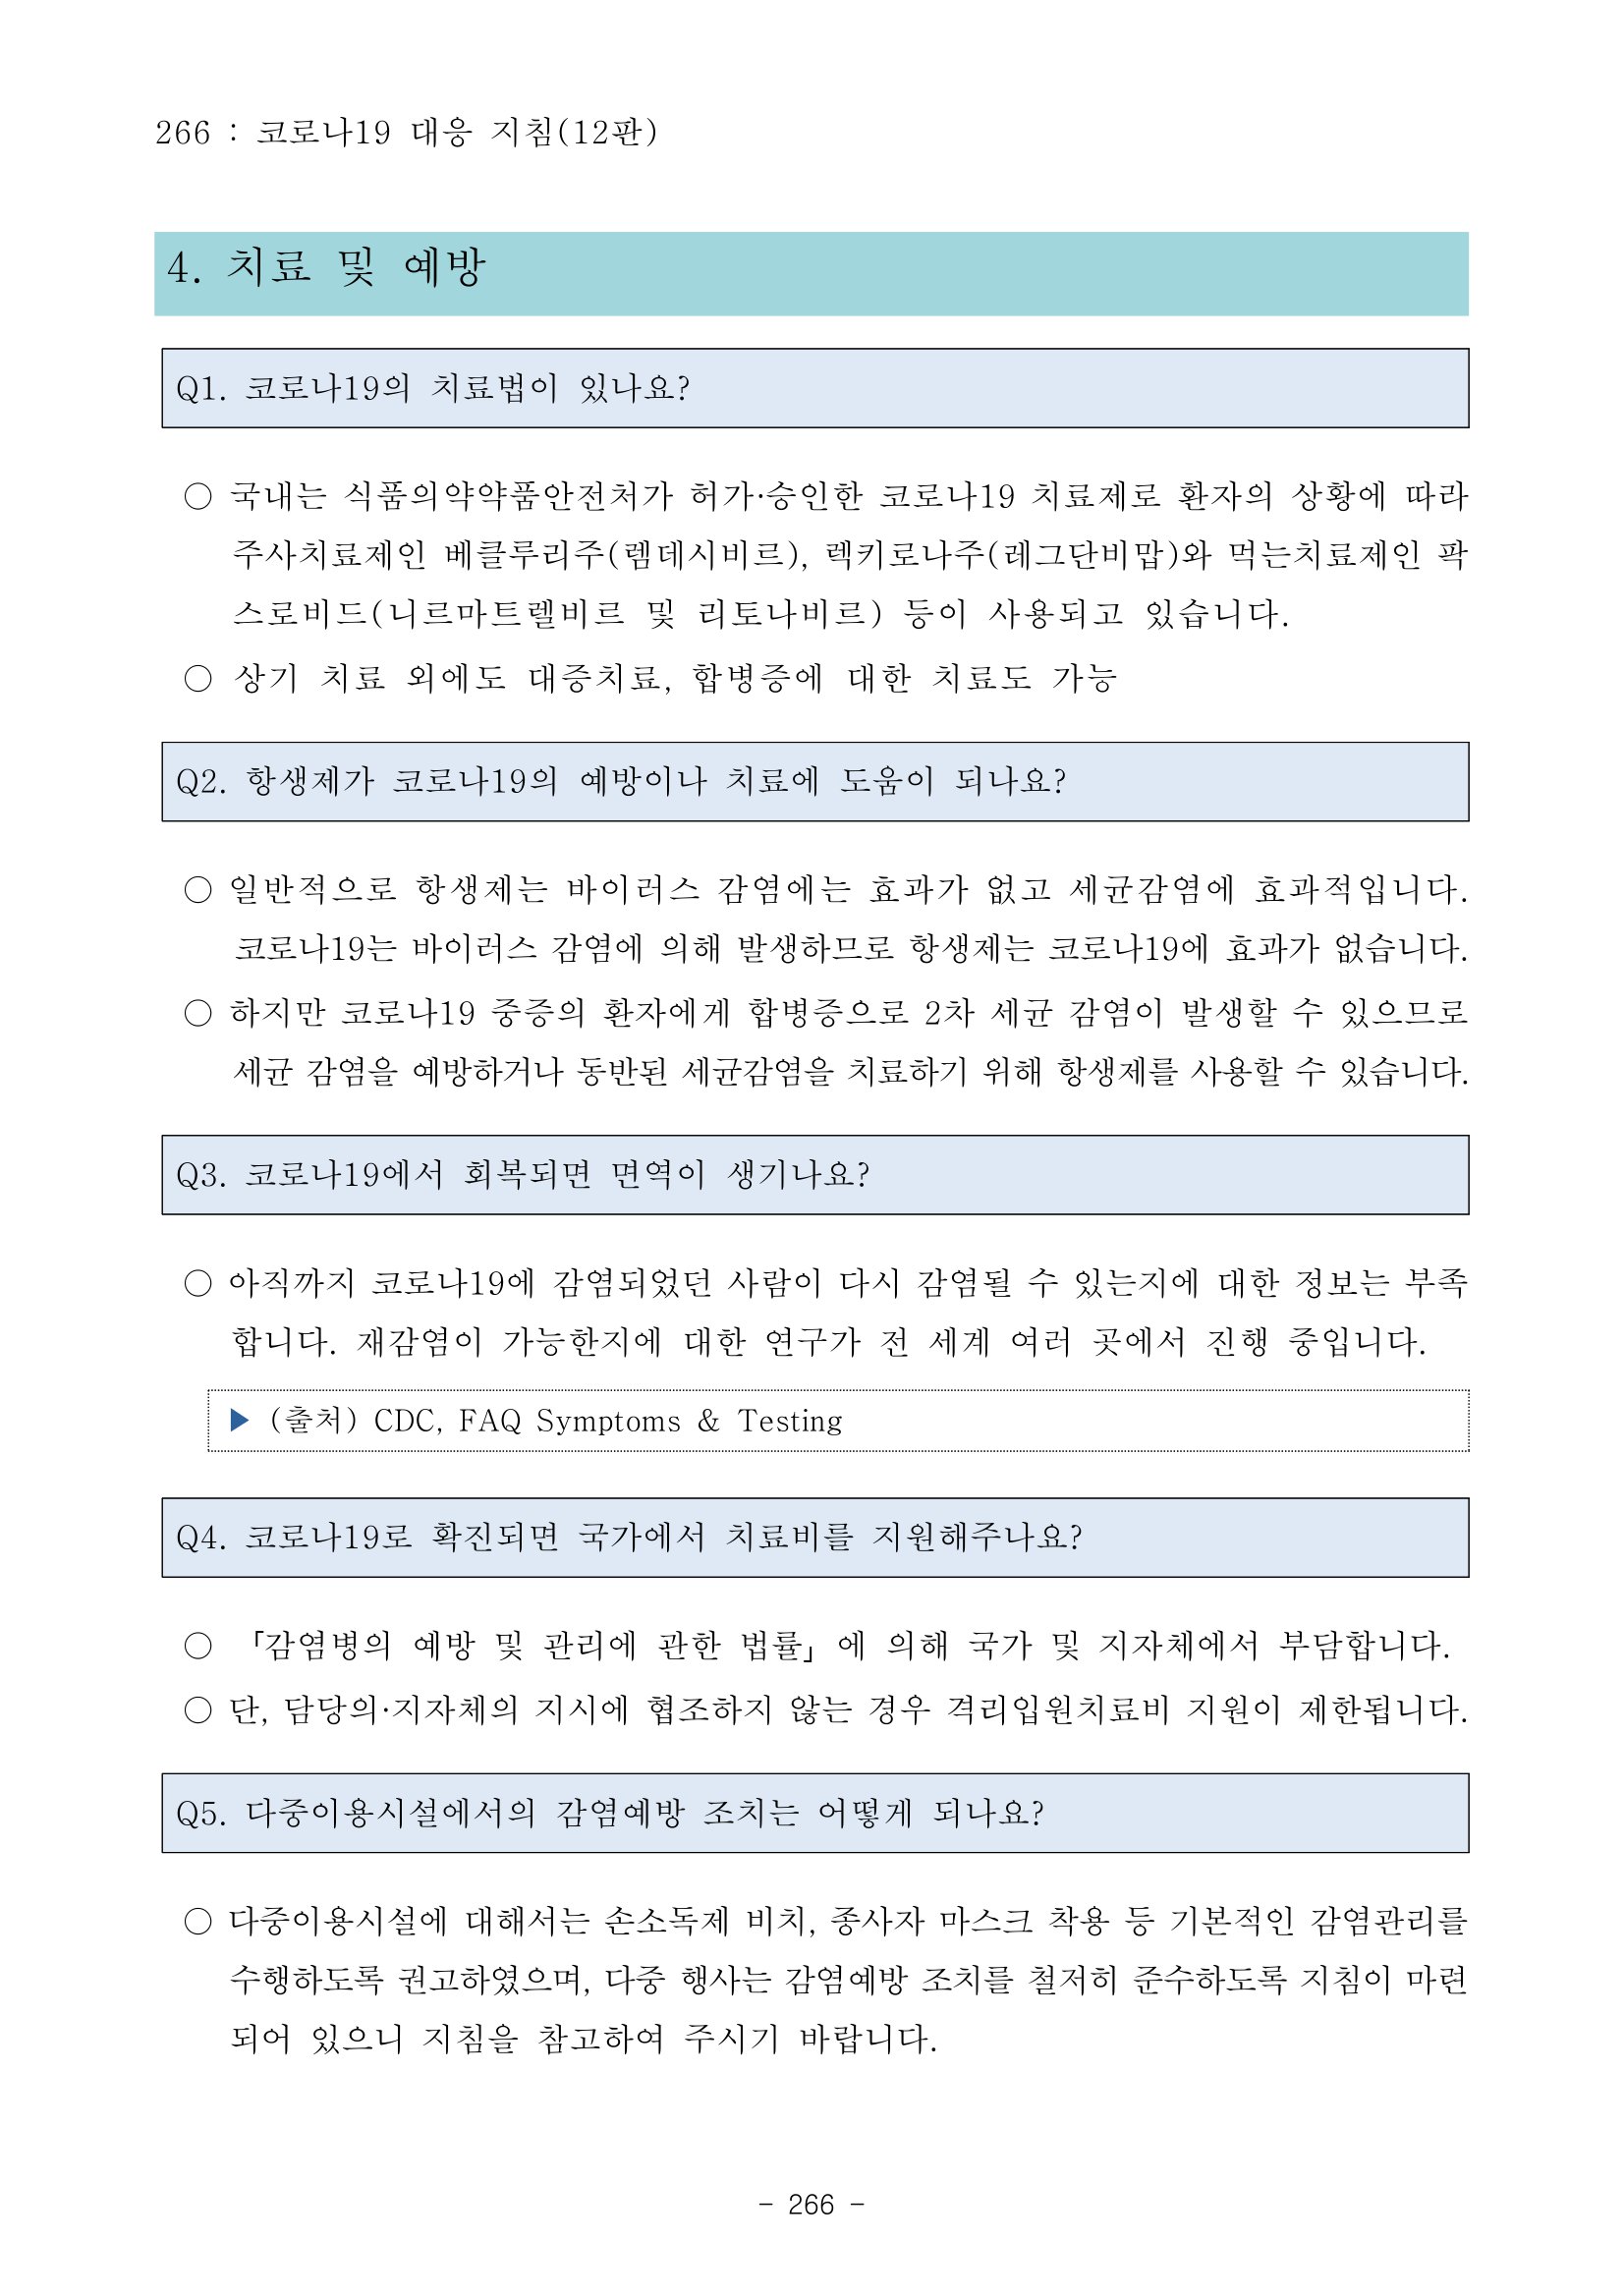 266 : 코로나19 대응 지침(12판)
4. 치료 및 예방
Q1. 코로나19의 치료법이 있나요?
○ 국내는 식품의약약품안전처가 허가·승인한 코로나19 치료제로 환자의 상황에 따라
주사치료제인 베클루리주(렘데시비르), 렉키로나주(레그단비맙)와 먹는치료제인 팍
스로비드(니르마트렐비르 및 리토나비르) 등이 사용되고 있습니다.
○ 상기 치료 외에도 대증치료, 합병증에 대한 치료도 가능
Q2. 항생제가 코로나19의 예방이나 치료에 도움이 되나요?
○ 일반적으로 항생제는 바이러스 감염에는 효과가 없고 세균감염에 효과적입니다.
코로나19는 바이러스 감염에 의해 발생하므로 항생제는 코로나19에 효과가 없습니다.
○ 하지만 코로나19 중증의 환자에게 합병증으로 2차 세균 감염이 발생할 수 있으므로
세균 감염을 예방하거나 동반된 세균감염을 치료하기 위해 항생제를 사용할 수 있습니다.
Q3. 코로나19에서 회복되면 면역이 생기나요?
○ 아직까지 코로나19에 감염되었던 사람이 다시 감염될 수 있는지에 대한 정보는 부족
합니다. 재감염이 가능한지에 대한 연구가 전 세계 여러 곳에서 진행 중입니다.
▶ (출처) CDC, FAQ Symptoms & Testing
Q4. 코로나19로 확진되면 국가에서 치료비를 지원해주나요?
○ 「감염병의 예방 및 관리에 관한 법률」에 의해 국가 및 지자체에서 부담합니다.
○ 단, 담당의·지자체의 지시에 협조하지 않는 경우 격리입원치료비 지원이 제한됩니다.
Q5. 다중이용시설에서의 감염예방 조치는 어떻게 되나요?
○ 다중이용시설에 대해서는 손소독제 비치, 종사자 마스크 착용 등 기본적인 감염관리를
수행하도록 권고하였으며, 다중 행사는 감염예방 조치를 철저히 준수하도록 지침이 마련
되어 있으니 지침을 참고하여 주시기 바랍니다.
- 266 -